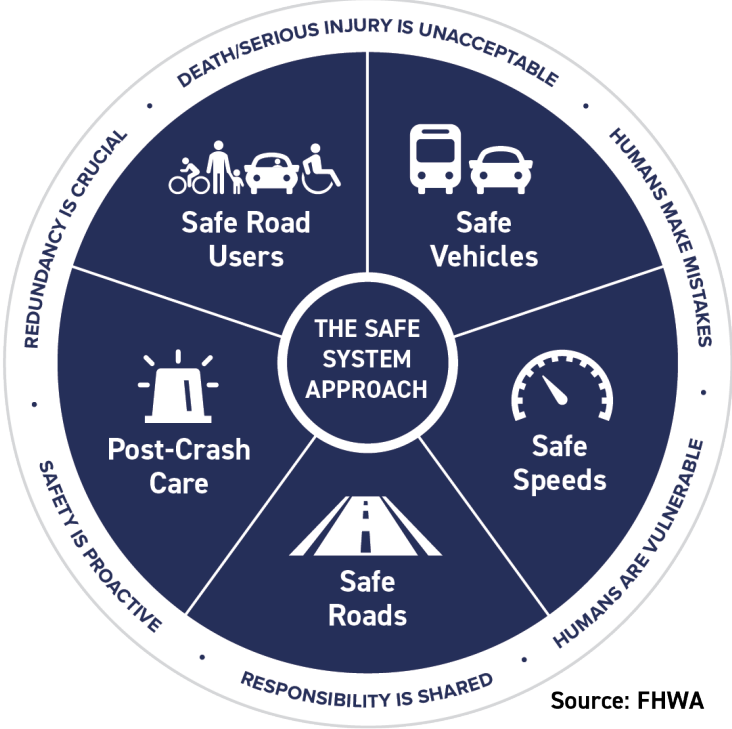 DEATH/SERIOUS INJURY IS UNACCEPTABLE
HUMANS MAKE MISTAKES
HUMANS ARE VULNERABLE
RESPONSIBILITY IS SHARED
SAFETY IS PROACTIVE
REDUNDANCY IS CRUCIAL
Safe Road
Users
Safe
Vehicles
Safe
Speeds
Safe
Roads
Post-Crash
Care
THE SAFE
SYSTEM
APPROACH
Source: FHWA